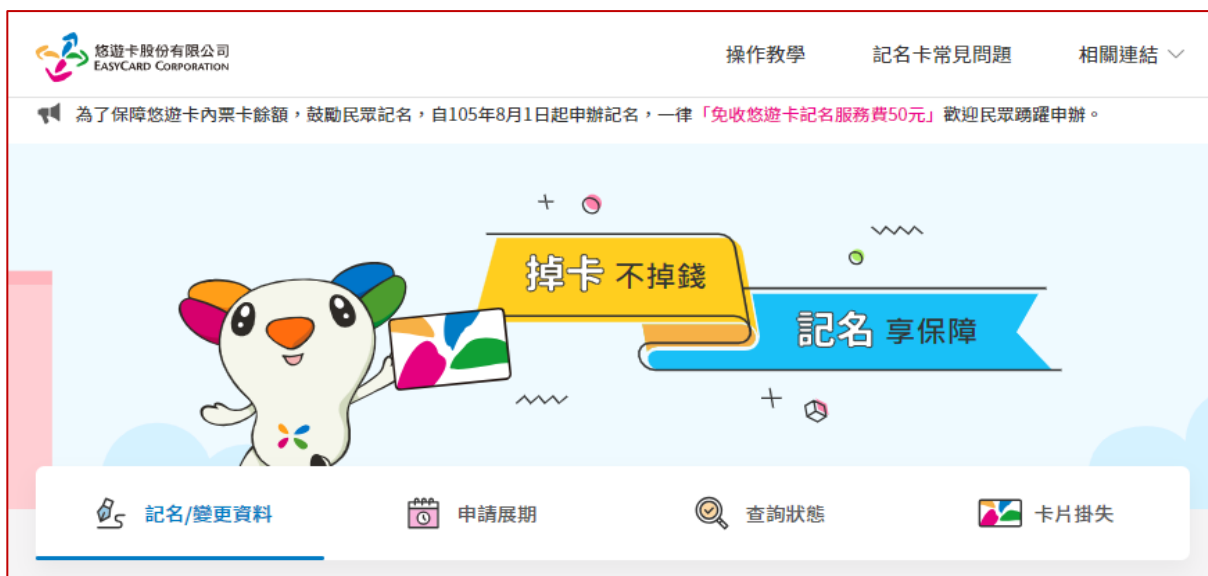 悠遊卡股份有限公司
EASYCARD CORPORATION
操作教學 記名卡常見問題 相關連結
為了保障悠遊卡內票卡餘額，鼓勵民眾記名，自105年8月1日起申辦記名，一律「免收悠遊卡記名服務費50元」歡迎民眾踴躍申辦。
掉卡 不掉錢
記名 享保障
記名/變更資料 申請展期 查詢狀態 卡片掛失